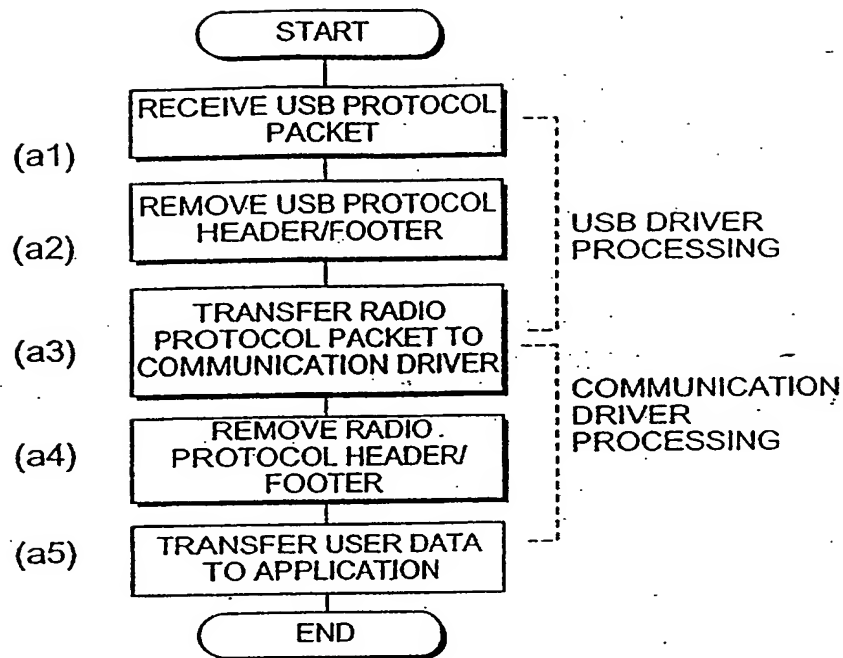 START
RECEIVE USB PROTOCOL
PACKET
(a1)
REMOVE USB PROTOCOL
HEADER/FOOTER
(a2)
USB DRIVER
PROCESSING
TRANSFER RADIO
PROTOCOL PACKET TO
COMMUNICATION DRIVER
(a3)
COMMUNICATION
DRIVER
PROCESSING
REMOVE RADIO
PROTOCOL HEADER/
FOOTER
(a4)
TRANSFER USER DATA
TO APPLICATION
(a5)
END